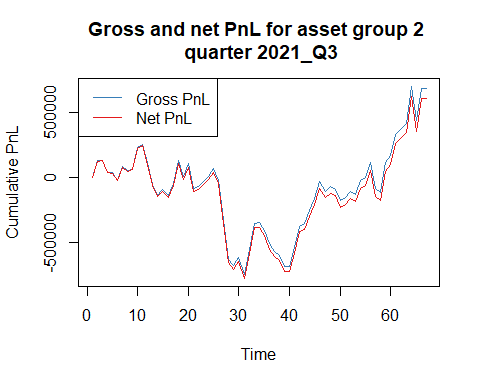 Gross and net PnL for asset group 2
quarter 2021_Q3
Gross PnL
Net PnL
Cumulative PnL
500000
0
-500000
0 10 20 30 40 50 60
Time